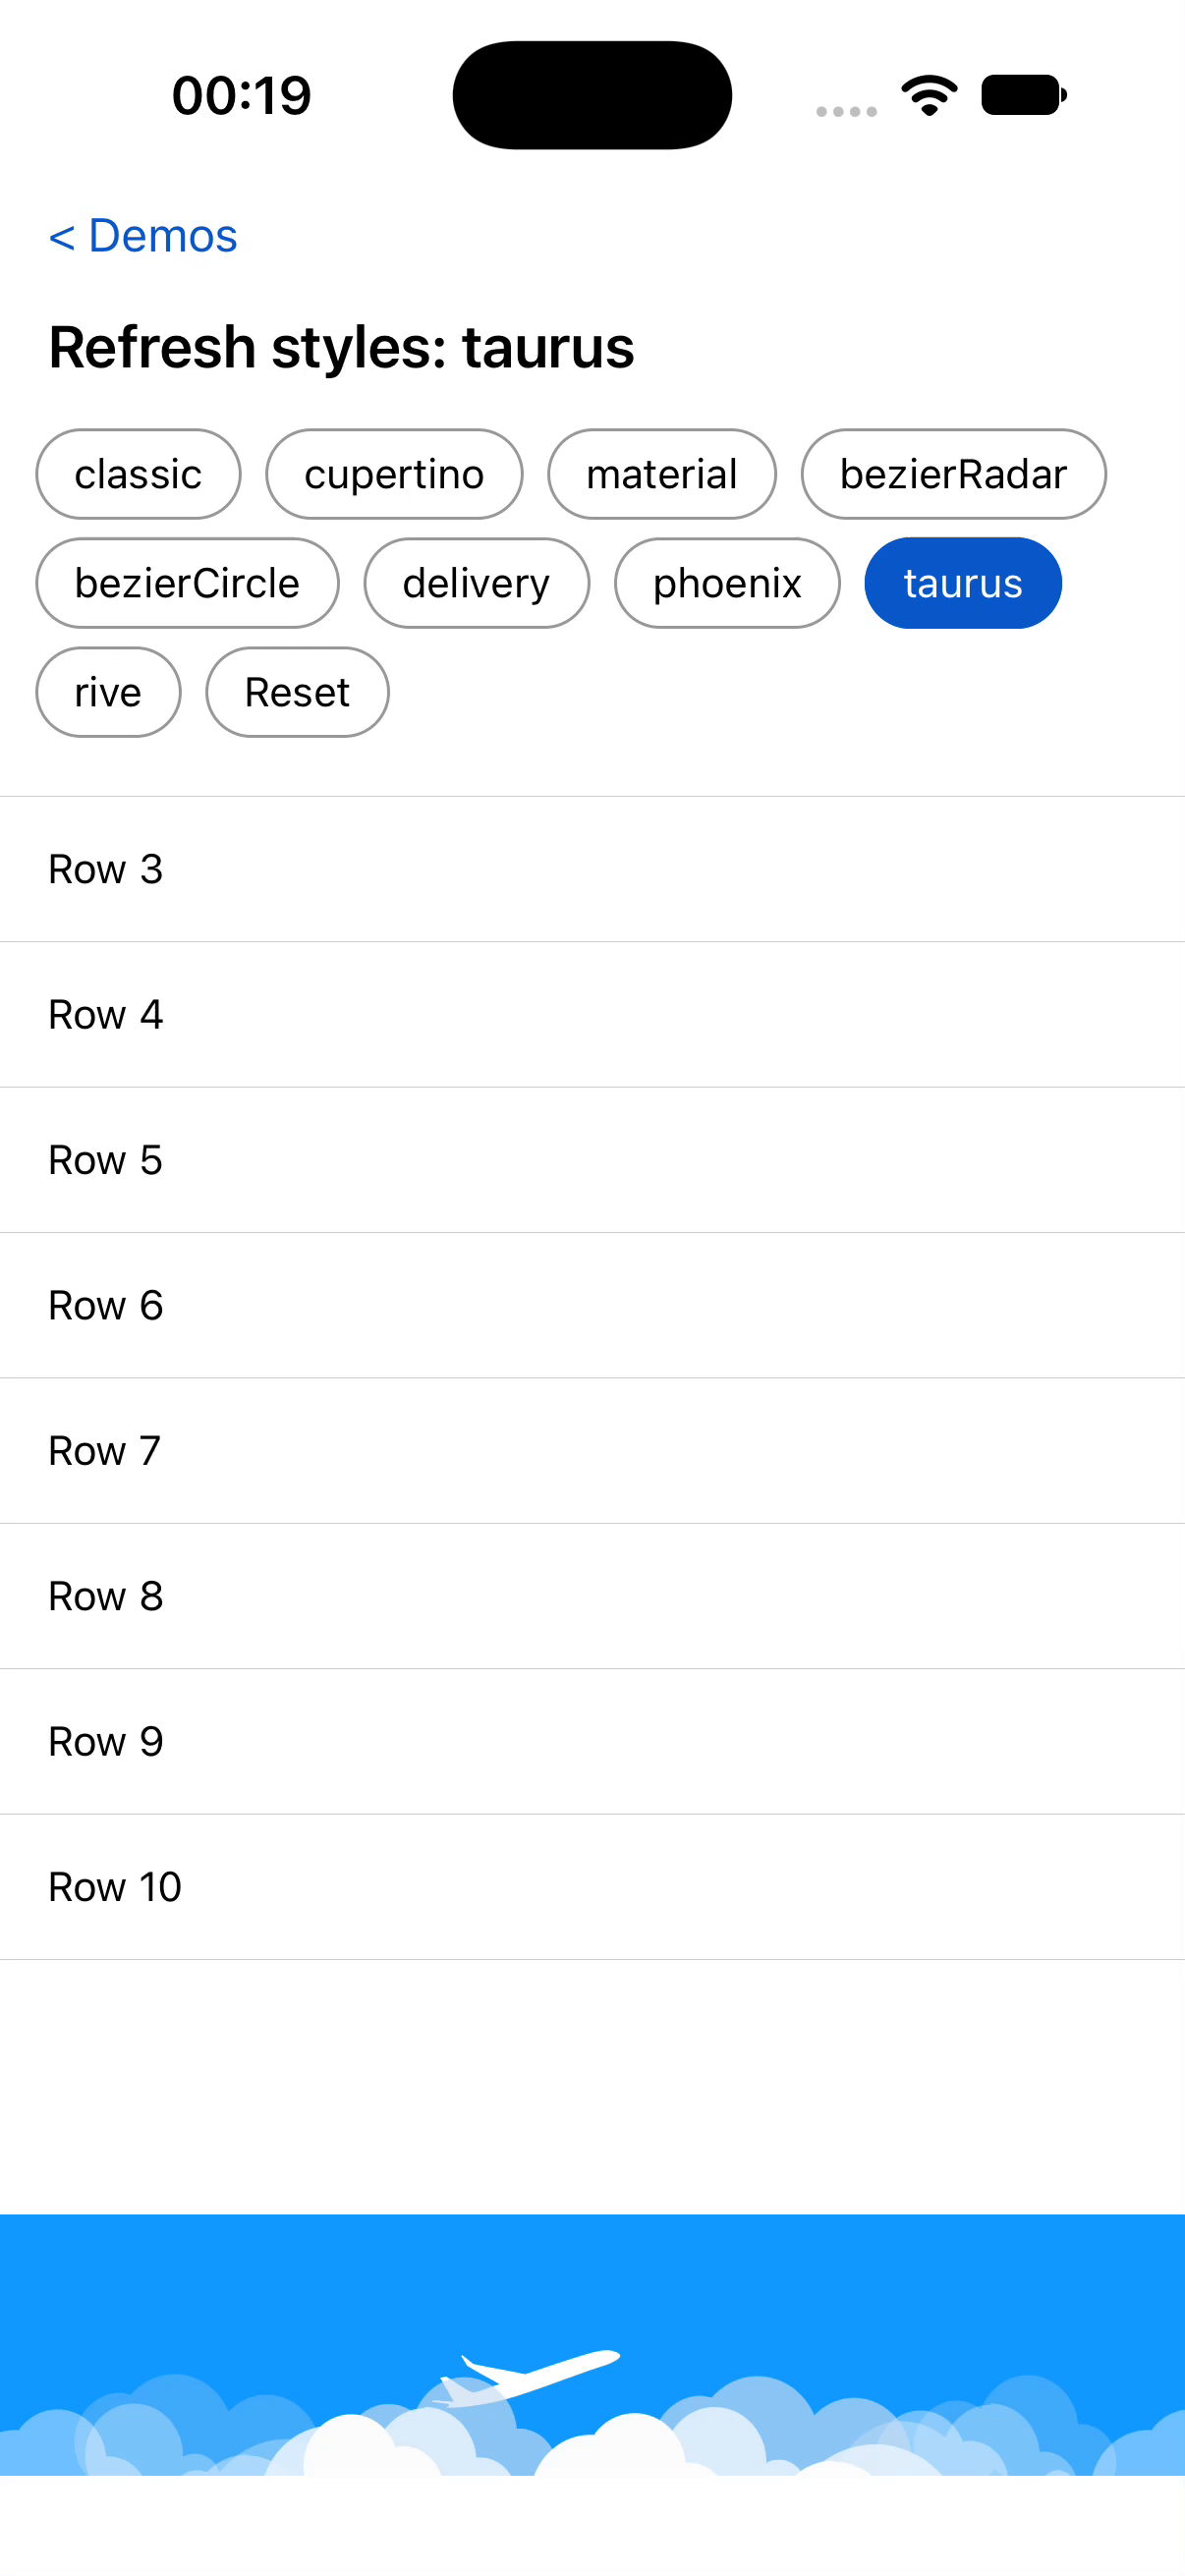 00:19
< Demos
Refresh styles: taurus
classic cupertino material bezierRadar
bezierCircle delivery phoenix taurus
rive Reset
Row 3
Row 4
Row 5
Row 6
Row 7
Row 8
Row 9
Row 10